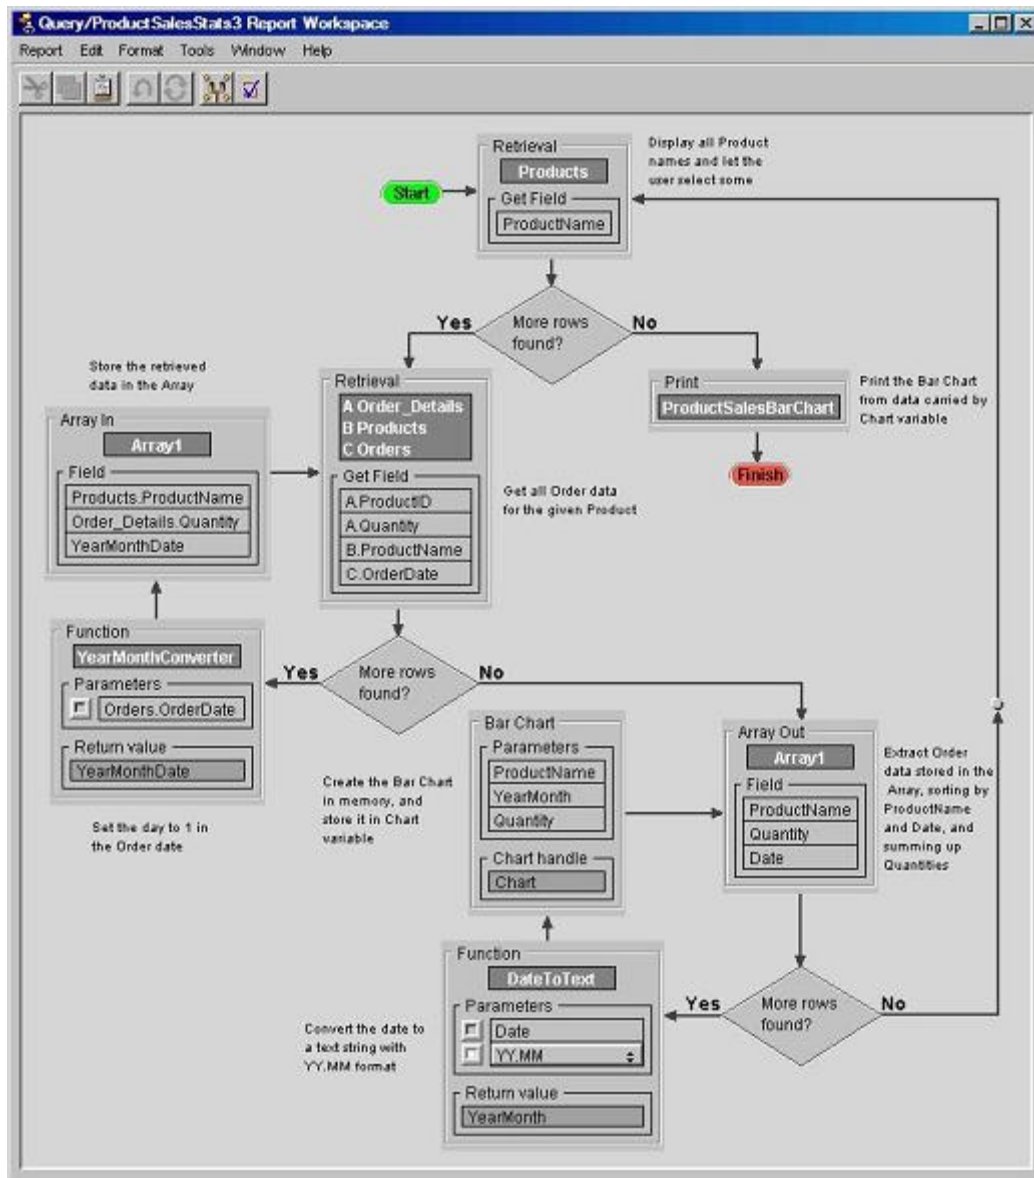 Query/ProductSalesStats3 Report Workspace
Report Edit Format Tools Window Help
Retrieval
Products
Get Field
ProductName
Display all Product
names and let the
user select some
Start
More rows
found?
Yes
No
Store the retrieved
data in the Array
Array In
Array1
Field
Products.ProductName
Order_Details.Quantity
YearMonthDate
Retrieval
A Order_Details
B Products
C Orders
Get Field
A.ProductID
A.Quantity
B.ProductName
C.OrderDate
Get all Order data
for the given Product
Print
ProductSalesBarChart
Print the Bar Chart
from data carried by
Chart variable
Finish
Function
YearMonthConverter
Parameters
Orders.OrderDate
Return value
YearMonthDate
Set the day to 1 in
the Order date
Yes
More rows
found?
No
Create the Bar Chart
in memory, and
store it in Chart
variable
Bar Chart
Parameters
ProductName
YearMonth
Quantity
Chart handle
Chart
Array Out
Array1
Field
ProductName
Quantity
Date
Extract Order
data stored in the
Array, sorting by
ProductName
and Date, and
summing up
Quantities
Function
DateToText
Parameters
Date
YY.MM
Return value
YearMonth
Convert the date to
a text string with
YY.MM format
Yes
More rows
found?
No